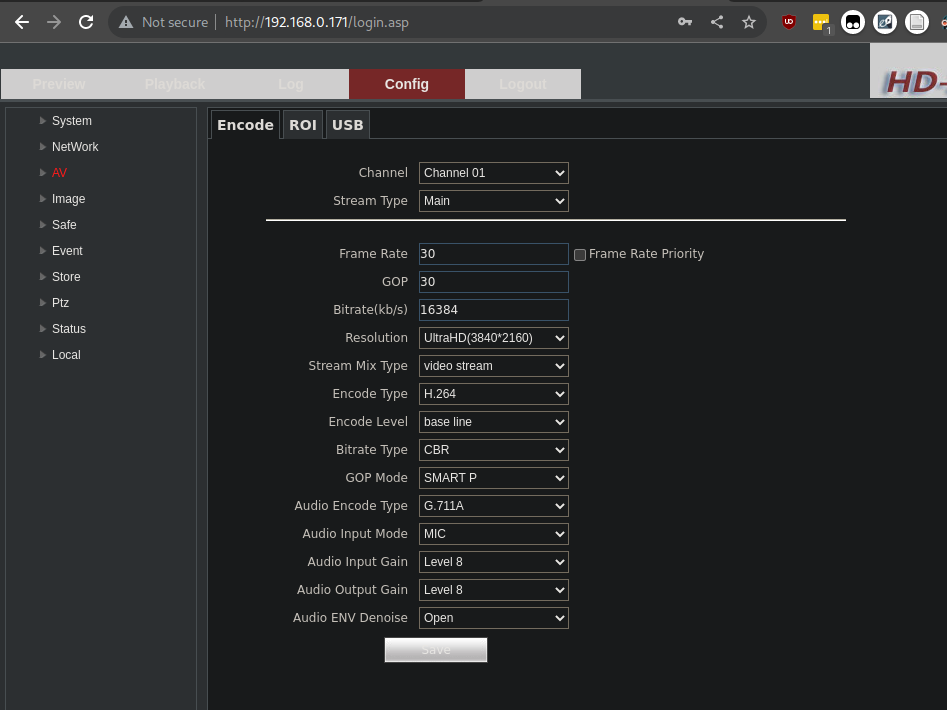 Not secure http://192.168.0.171/login.asp
UD
1
Preview Playback Log Config Logout
HD-
System
NetWork
AV
Image
Safe
Event
Store
Ptz
Status
Local
Encode ROI USB
Channel Channel 01
Stream Type Main
Frame Rate 30 Frame Rate Priority
GOP 30
Bitrate(kb/s) 16384
Resolution UltraHD(3840*2160)
Stream Mix Type video stream
Encode Type H.264
Encode Level base line
Bitrate Type CBR
GOP Mode SMART P
Audio Encode Type G.711A
Audio Input Mode MIC
Audio Input Gain Level 8
Audio Output Gain Level 8
Audio ENV Denoise Open
Save